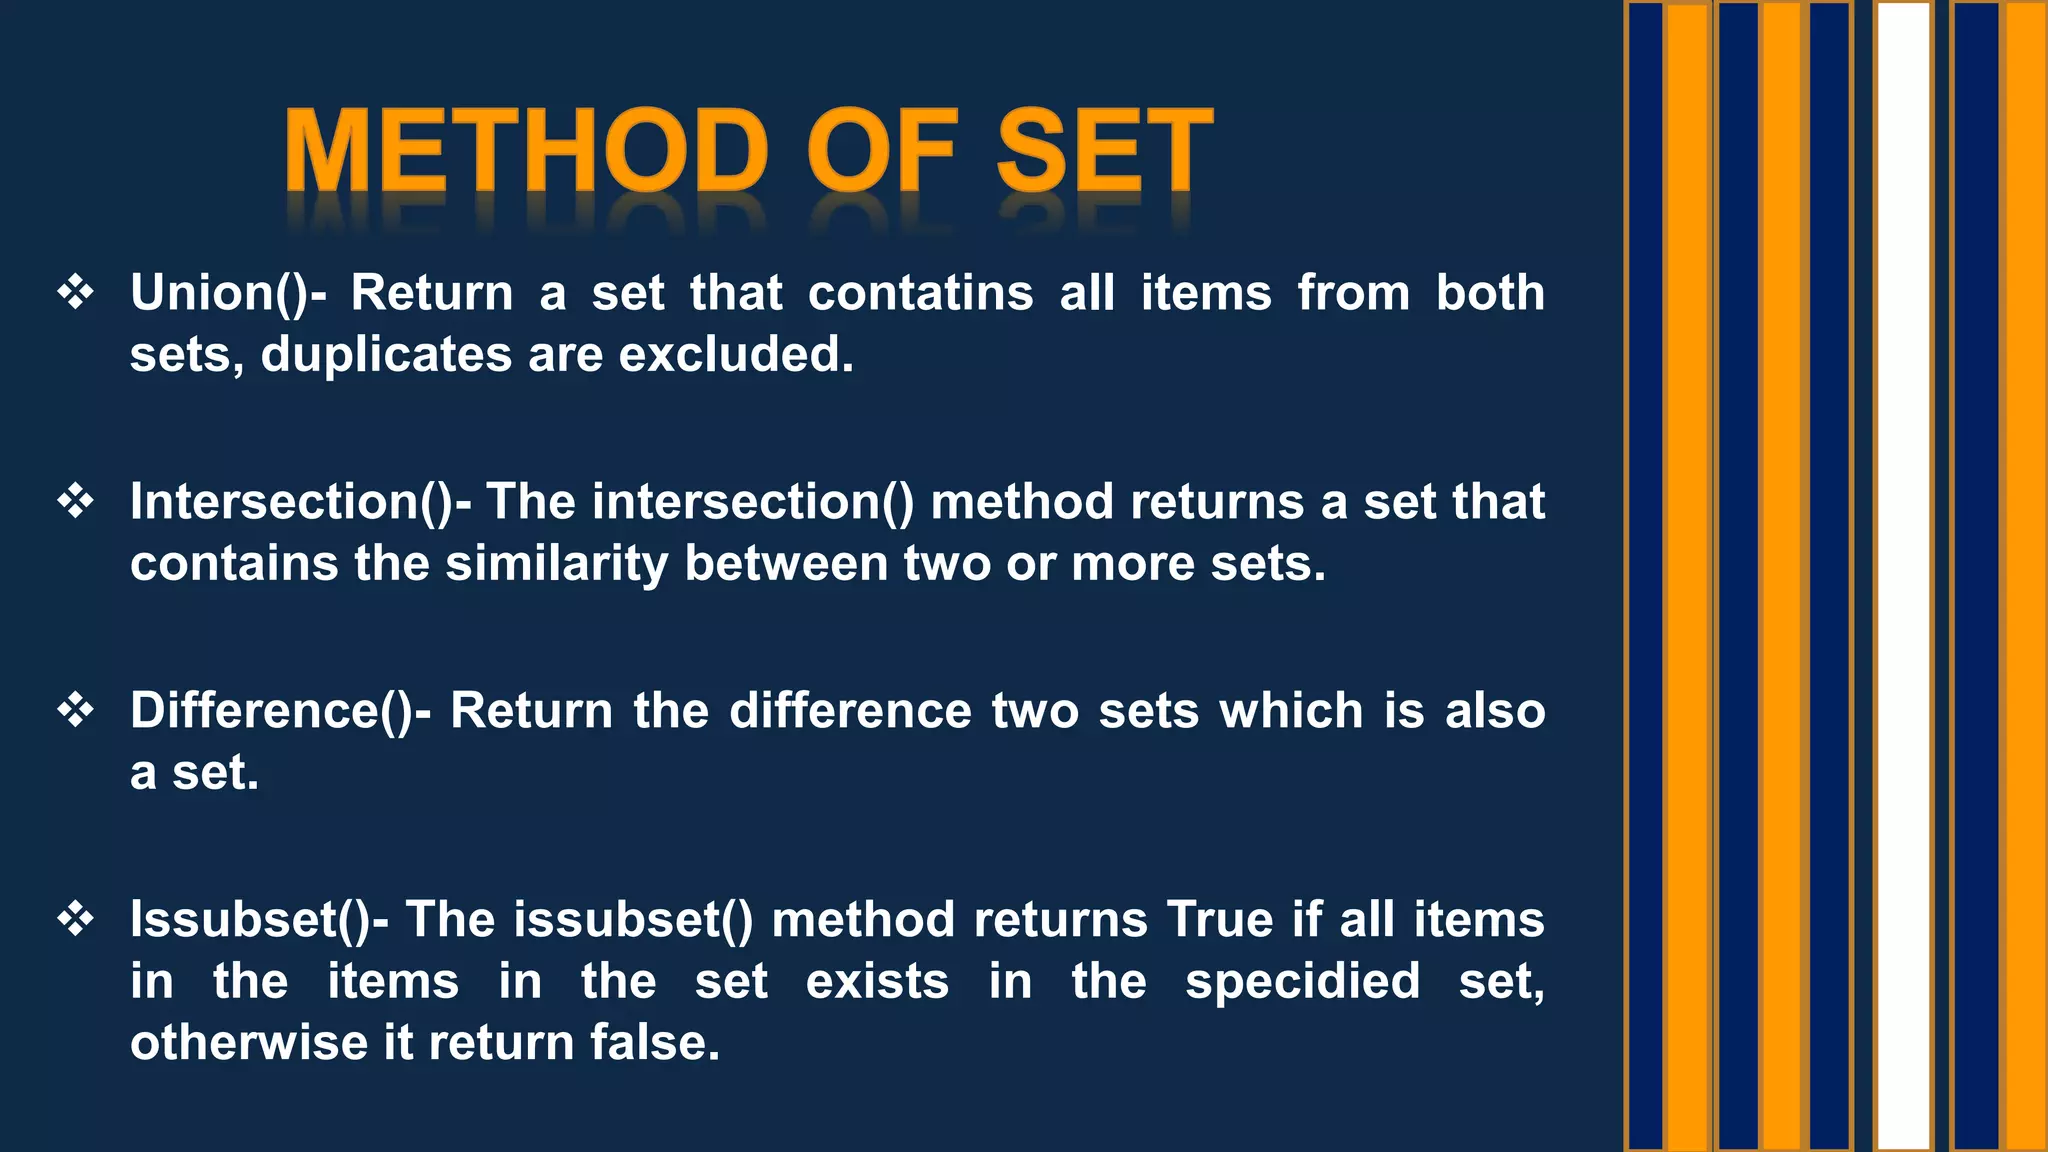 METHOD OF SET
❖ Union()- Return a set that contatins all items from both
sets, duplicates are excluded.
❖ Intersection()- The intersection() method returns a set that
contains the similarity between two or more sets.
❖ Difference()- Return the difference two sets which is also
a set.
❖ Issubset()- The issubset() method returns True if all items
in the items in the set exists in the specidied set,
otherwise it return false.